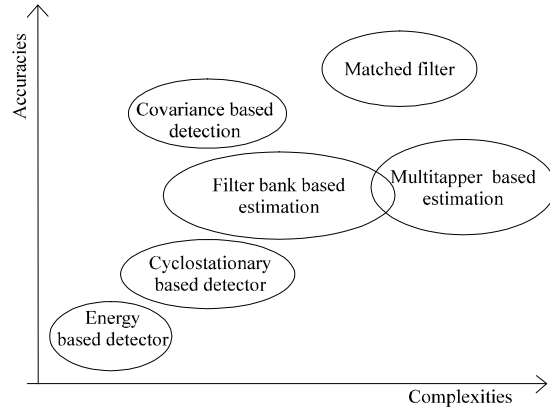 Accuracies
Matched filter
Covariance based
detection
Filter bank based
estimation
Multitapper based
estimation
Cyclostationary
based detector
Energy
based detector
Complexities